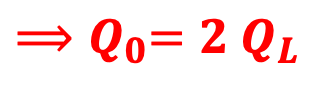 ⟹ Q₀= 2 Q_L